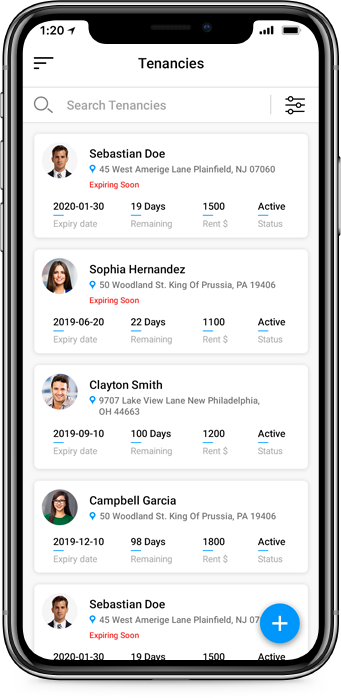 1:20
Tenancies
Search Tenancies
Sebastian Doe
45 West Amerige Lane Plainfield, NJ 07060
Expiring Soon
2020-01-30 19 Days 1500 Active
Expiry date Remaining Rent $ Status
Sophia Hernandez
50 Woodland St. King Of Prussia, PA 19406
Expiring Soon
2019-06-20 22 Days 1100 Active
Expiry date Remaining Rent $ Status
Clayton Smith
9707 Lake View Lane New Philadelphia,
OH 44663
2019-09-10 100 Days 1200 Active
Expiry date Remaining Rent $ Status
Campbell Garcia
50 Woodland St. King Of Prussia, PA 19406
2019-12-10 98 Days 1800 Active
Expiry date Remaining Rent $ Status
Sebastian Doe
45 West Amerige Lane Plainfield, NJ
Expiring Soon
2020-01-30 19 Days 1500 Active